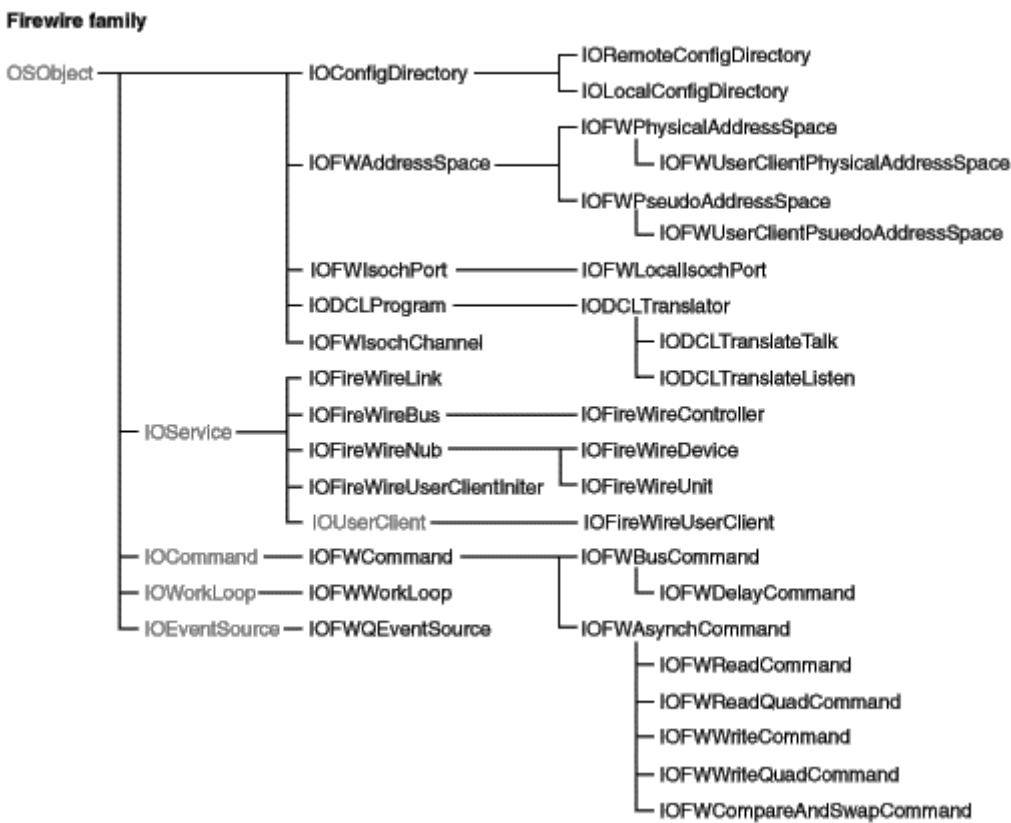 Firewire family
OSObject
IOConfigDirectory
IORemoteConfigDirectory
IOLocalConfigDirectory
IOFWAddressSpace
IOFWPhysicalAddressSpace
IOFWUserClientPhysicalAddressSpace
IOFWPseudoAddressSpace
IOFWUserClientPsuedoAddressSpace
IOFWIsochPort
IOFWLocalIsochPort
IODCLProgram
IODCLTranslator
IODCLTranslateTalk
IODCLTranslateListen
IOFWIsochChannel
IOService
IOFireWireLink
IOFireWireBus
IOFireWireController
IOFireWireNub
IOFireWireDevice
IOFireWireUnit
IOFireWireUserClientIniter
IOUserClient
IOFireWireUserClient
IOCommand
IOFWCommand
IOFWBusCommand
IOFWDelayCommand
IOFWAsynchCommand
IOFWReadCommand
IOFWReadQuadCommand
IOFWWriteCommand
IOFWWriteQuadCommand
IOFWCompareAndSwapCommand
IOWorkLoop
IOFWWorkLoop
IOEventSource
IOFWQEventSource